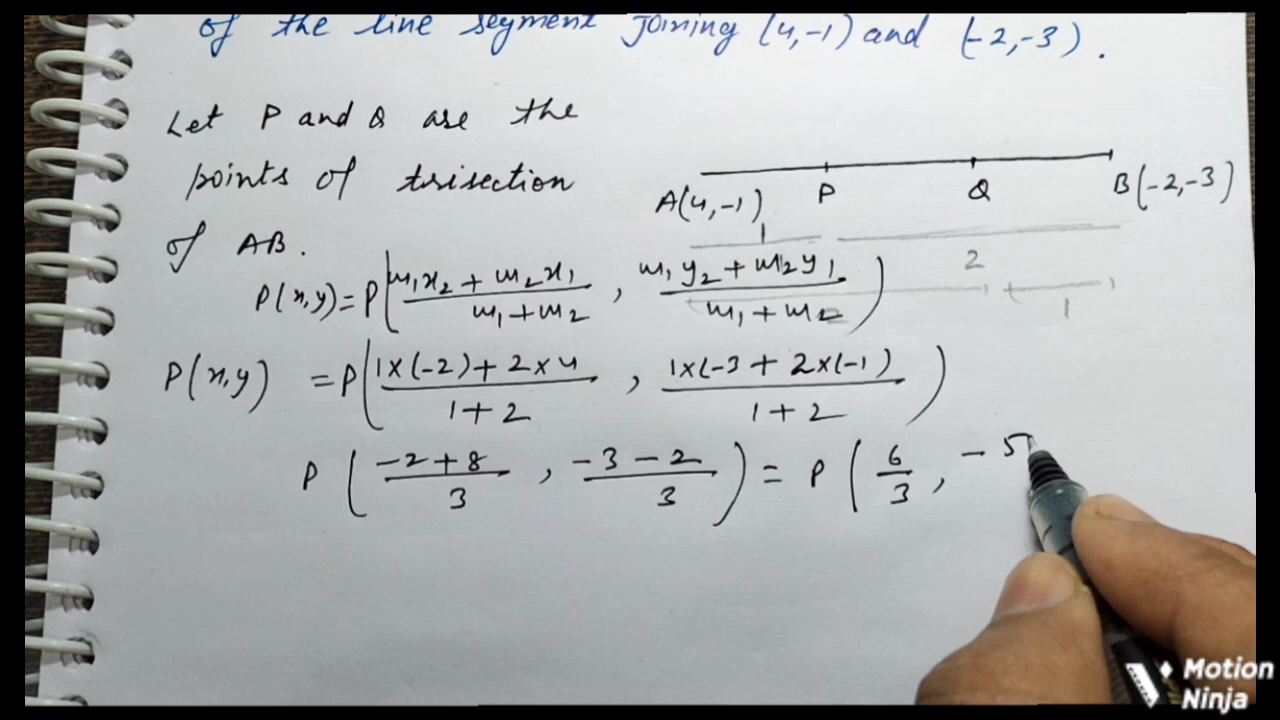 of the line segment joining (4,-1) and (-2,-3).
Let P and Q are the
points of trisection
of AB.
A(4,-1) P Q B(-2,-3)
1 2
1
P(x,y)=P(m₁x₂+m₂x₁/m₁+m₂, m₁y₂+m₂y₁/m₁+m₂)
P(x,y) =P(1×(-2)+2×4/1+2, 1×(-3+2×(-1)/1+2)
P(-2+8/3, -3-2/3) = P(6/3, -5
Motion
Ninja